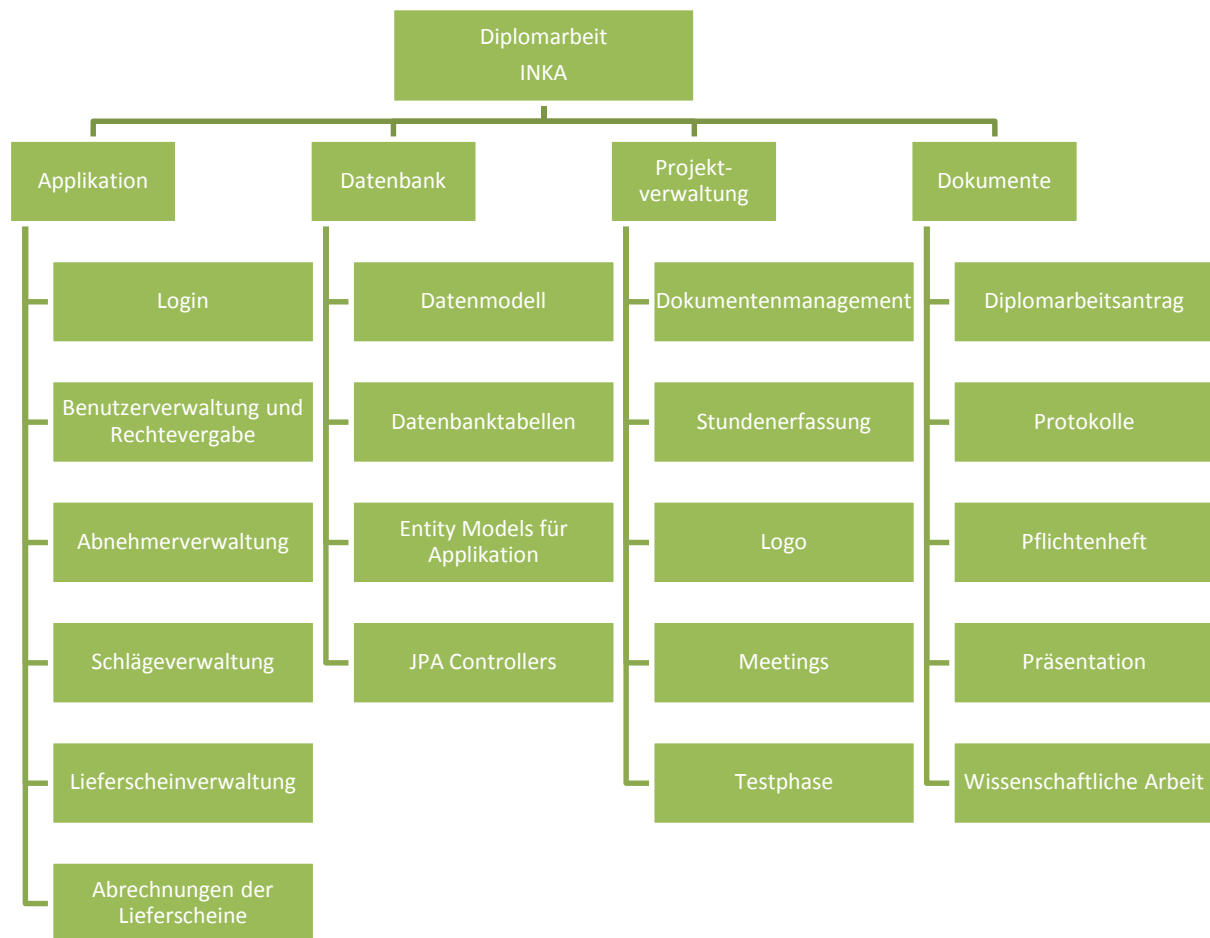 Diplomarbeit
INKA
Applikation
Datenbank
Projekt-
verwaltung
Dokumente
Login
Benutzerverwaltung und
Rechtevergabe
Abnehmerverwaltung
Schlägeverwaltung
Lieferscheinverwaltung
Abrechnungen der
Lieferscheine
Datenmodell
Datenbanktabellen
Entity Models für
Applikation
JPA Controllers
Dokumentenmanagement
Stundenerfassung
Logo
Meetings
Testphase
Diplomarbeitsantrag
Protokolle
Pflichtenheft
Präsentation
Wissenschaftliche Arbeit